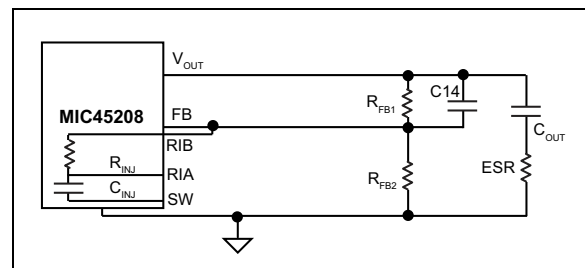 V_OUT
MIC45208
FB
RIB
R_INJ
RIA
C_INJ
SW
R_FB1
C14
R_FB2
C_OUT
ESR